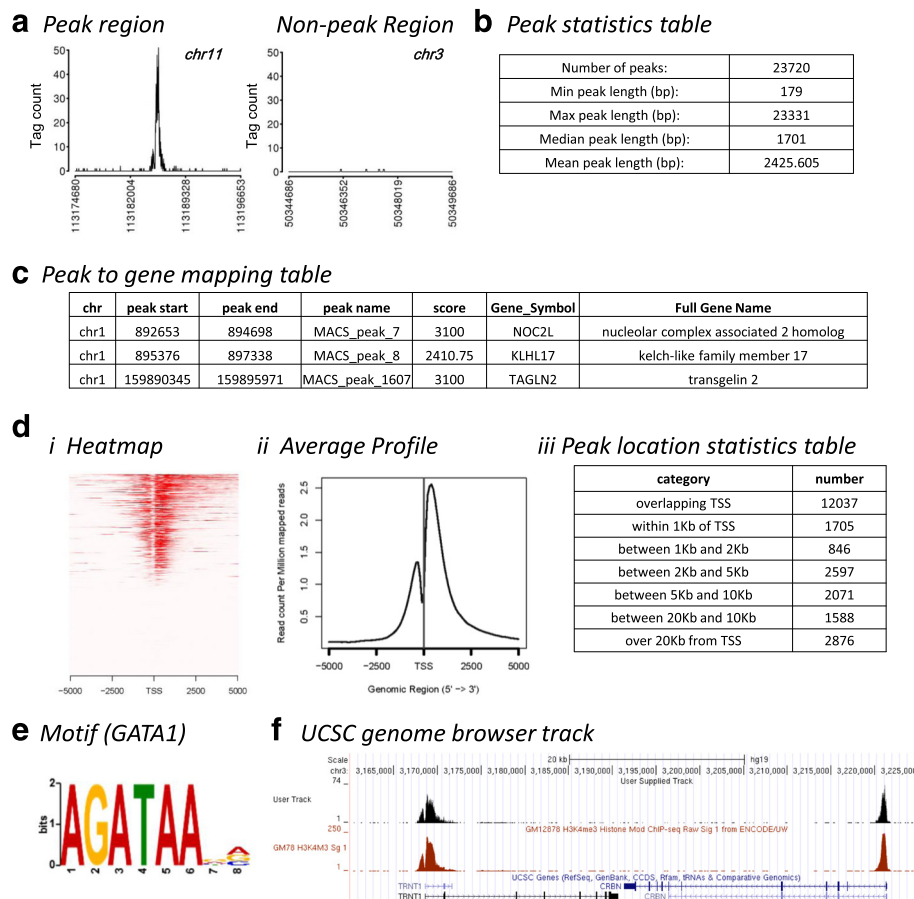 a Peak region
Non-peak Region
b Peak statistics table
chr11
chr3
Tag count
50
40
30
20
10
0
113174680
113182004
113189328
113196653
Tag count
50
40
30
20
10
0
50344686
50346352
50348019
50349686
Number of peaks: 23720
Min peak length (bp): 179
Max peak length (bp): 23331
Median peak length (bp): 1701
Mean peak length (bp): 2425.605
c Peak to gene mapping table
chr peak start peak end peak name score Gene_Symbol Full Gene Name
chr1 892653 894698 MACS_peak_7 3100 NOC2L nucleolar complex associated 2 homolog
chr1 895376 897338 MACS_peak_8 2410.75 KLHL17 kelch-like family member 17
chr1 159890345 159895971 MACS_peak_1607 3100 TAGLN2 transgelin 2
d
i Heatmap
ii Average Profile
iii Peak location statistics table
−5000 −2500 TSS 2500 5000
Read count Per Million mapped reads
2.5
2.0
1.5
1.0
0.5
−5000 −2500 TSS 2500 5000
Genomic Region (5' −> 3')
category number
overlapping TSS 12037
within 1Kb of TSS 1705
between 1Kb and 2Kb 846
between 2Kb and 5Kb 2597
between 5Kb and 10Kb 2071
between 20Kb and 10Kb 1588
over 20Kb from TSS 2876
e Motif (GATA1)
bits
2
1
0
AGATAA
1 2 3 4 5 6 7 8
f UCSC genome browser track
Scale 20 kb hg19
chr3: 3,165,000 3,170,000 3,175,000 3,180,000 3,185,000 3,190,000 3,195,000 3,200,000 3,205,000 3,210,000 3,215,000 3,220,000 3,225,00
74 User Supplied Track
User Track
1
250 GM12878 H3K4me3 Histone Mod ChIP-seq Raw Sig 1 from ENCODE/UW
GM78 H3K4M3 Sg 1
1
UCSC Genes (RefSeq, GenBank, CCDS, Rfam, tRNAs & Comparative Genomics)
TRNT1 CRBN
TRNT1 CRBN